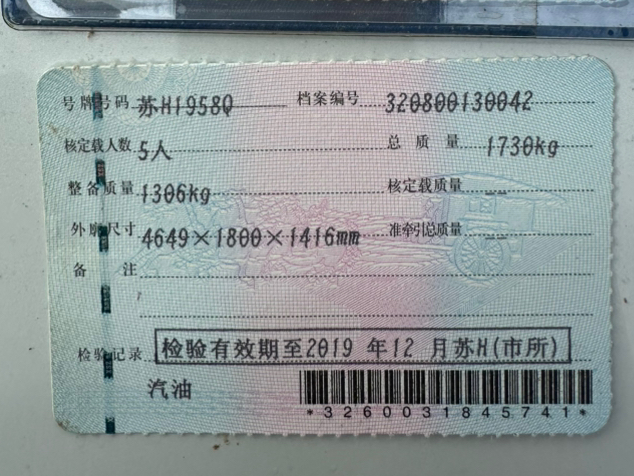 号牌号码 苏H1958Q 档案编号 320800130042
核定载人数 5人 总质量 1730kg
整备质量 1306kg 核定载质量 --
外廓尺寸 4649×1800×1416mm 准牵引总质量 --
备注
检验记录 检验有效期至2019年12月苏H(市所)
汽油
*3260031845741*